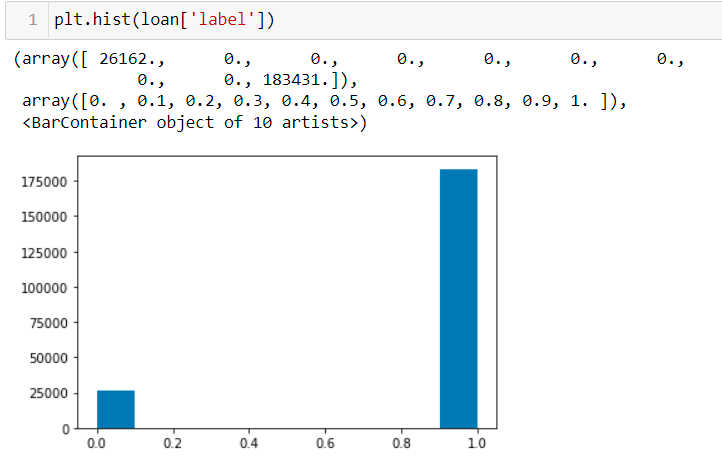 1 plt.hist(loan['label'])
(array([ 26162., 0., 0., 0., 0., 0., 0.,
0., 0., 183431.]),
array([0. , 0.1, 0.2, 0.3, 0.4, 0.5, 0.6, 0.7, 0.8, 0.9, 1. ]),
<BarContainer object of 10 artists>)
175000
150000
125000
100000
75000
50000
25000
0
0.0 0.2 0.4 0.6 0.8 1.0